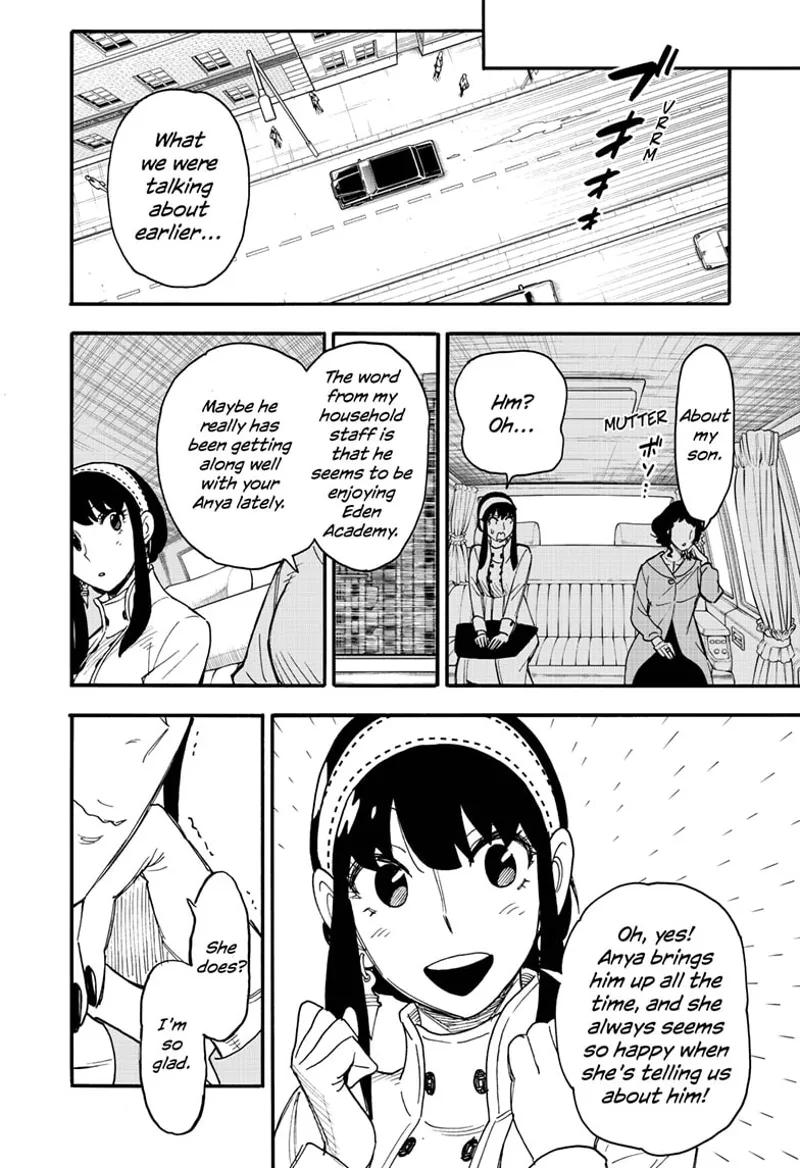 ブオオオ
VRRM
What
we were
talking
about
earlier...
About
my
son.
MUTTER
ボソ...
Hm?
Oh...
The word
from my
household
staff is
that he
seems to be
enjoying
Eden
Academy.
Maybe he
really has
been getting
along well
with your
Anya lately.
Oh, yes!
Anya brings
him up all the
time, and she
always seems
so happy when
she's telling us
about him!
She
does?
I'm
so
glad.